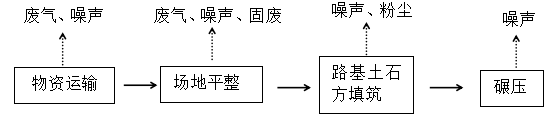 废气、噪声
废气、噪声、固废
噪声、粉尘
噪声
物资运输
场地平整
路基土石
方填筑
碾压